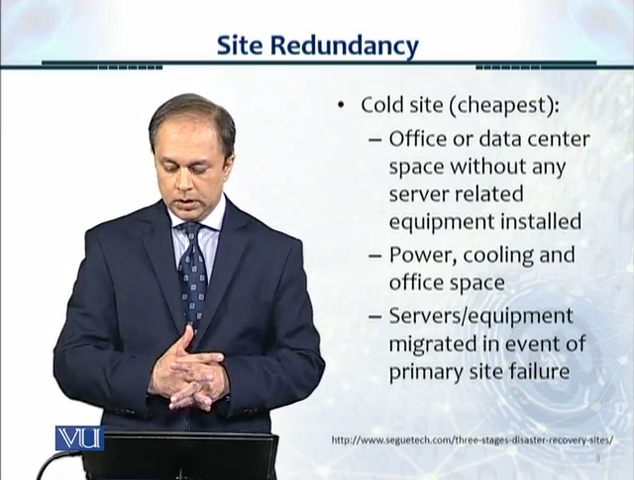 Site Redundancy
• Cold site (cheapest):
– Office or data center
space without any
server related
equipment installed
– Power, cooling and
office space
– Servers/equipment
migrated in event of
primary site failure
VU
http://www.seguetech.com/three-stages-disaster-recovery-sites/